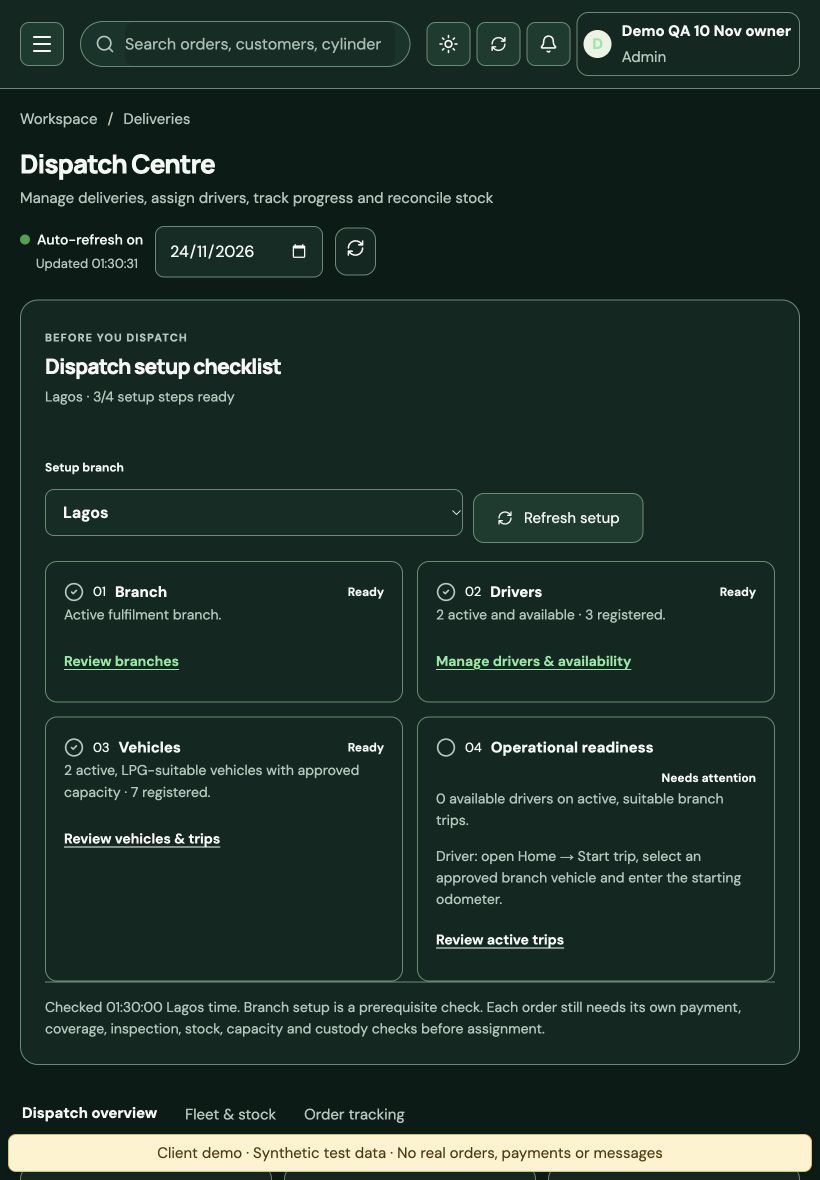 Search orders, customers, cylinder
D
Demo QA 10 Nov owner
Admin
Workspace / Deliveries
Dispatch Centre
Manage deliveries, assign drivers, track progress and reconcile stock
Auto-refresh on
Updated 01:30:31
24/11/2026
BEFORE YOU DISPATCH
Dispatch setup checklist
Lagos · 3/4 setup steps ready
Setup branch
Lagos
Refresh setup
01 Branch
Ready
Active fulfilment branch.
Review branches
02 Drivers
Ready
2 active and available · 3 registered.
Manage drivers & availability
03 Vehicles
Ready
2 active, LPG-suitable vehicles with approved
capacity · 7 registered.
Review vehicles & trips
04 Operational readiness
Needs attention
0 available drivers on active, suitable branch
trips.
Driver: open Home → Start trip, select an
approved branch vehicle and enter the starting
odometer.
Review active trips
Checked 01:30:00 Lagos time. Branch setup is a prerequisite check. Each order still needs its own payment,
coverage, inspection, stock, capacity and custody checks before assignment.
Dispatch overview
Fleet & stock
Order tracking
Client demo · Synthetic test data · No real orders, payments or messages